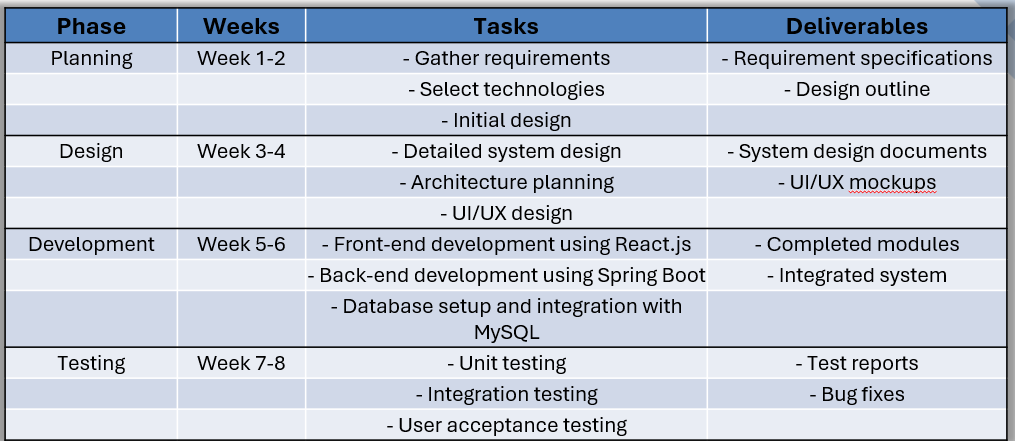 Phase Weeks Tasks Deliverables
Planning Week 1-2 - Gather requirements - Requirement specifications
- Select technologies - Design outline
- Initial design
Design Week 3-4 - Detailed system design - System design documents
- Architecture planning - UI/UX mockups
- UI/UX design
Development Week 5-6 - Front-end development using React.js - Completed modules
- Back-end development using Spring Boot - Integrated system
- Database setup and integration with
MySQL
Testing Week 7-8 - Unit testing - Test reports
- Integration testing - Bug fixes
- User acceptance testing